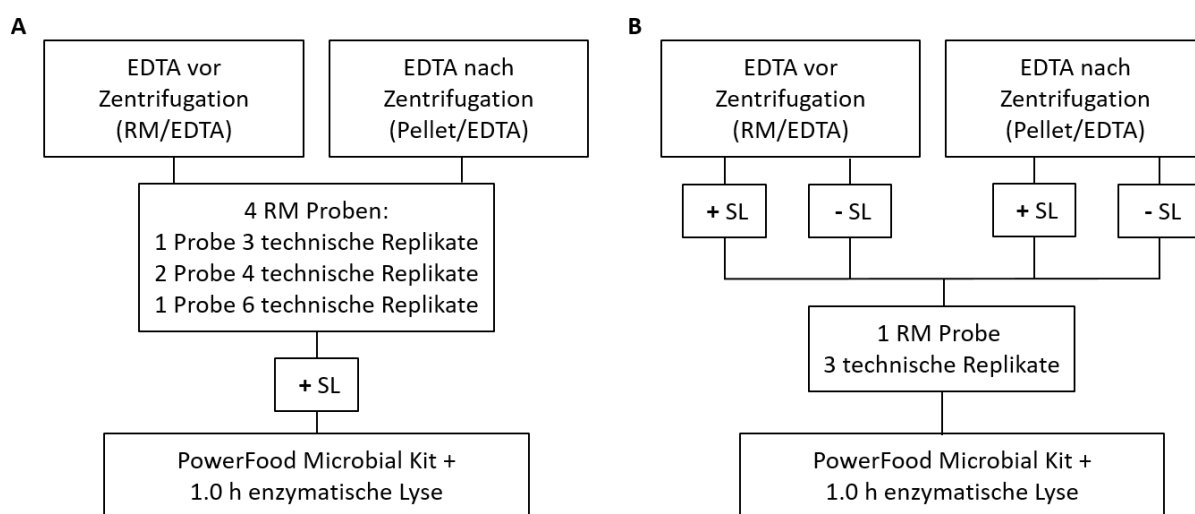 A
EDTA vor
Zentrifugation
(RM/EDTA)
EDTA nach
Zentrifugation
(Pellet/EDTA)
4 RM Proben:
1 Probe 3 technische Replikate
2 Probe 4 technische Replikate
1 Probe 6 technische Replikate
+ SL
PowerFood Microbial Kit +
1.0 h enzymatische Lyse
B
EDTA vor
Zentrifugation
(RM/EDTA)
EDTA nach
Zentrifugation
(Pellet/EDTA)
+ SL
- SL
+ SL
- SL
1 RM Probe
3 technische Replikate
PowerFood Microbial Kit +
1.0 h enzymatische Lyse